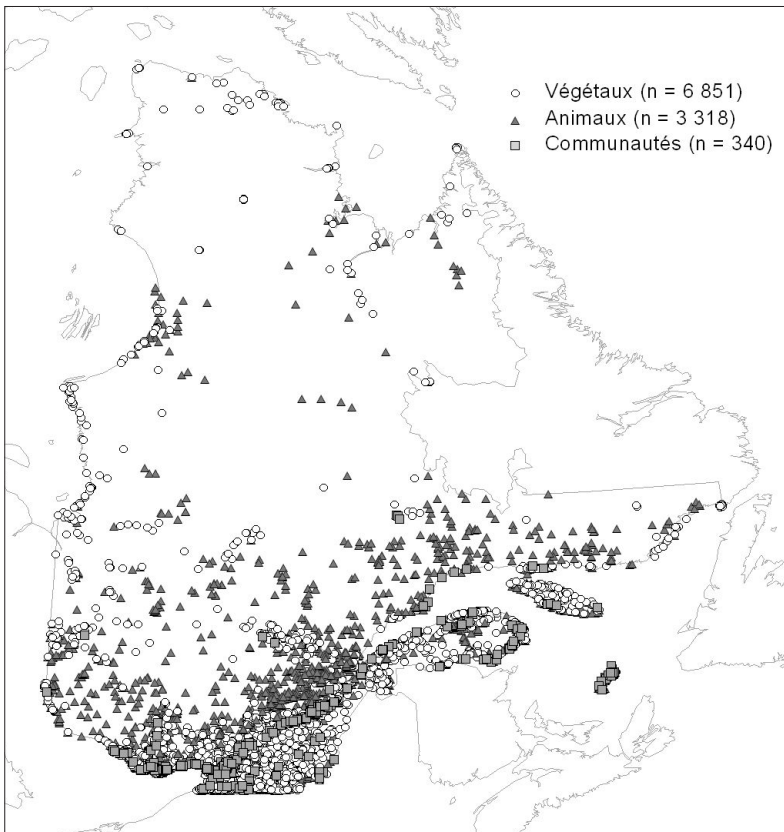 Végétaux (n = 6 851)
Animaux (n = 3 318)
Communautés (n = 340)